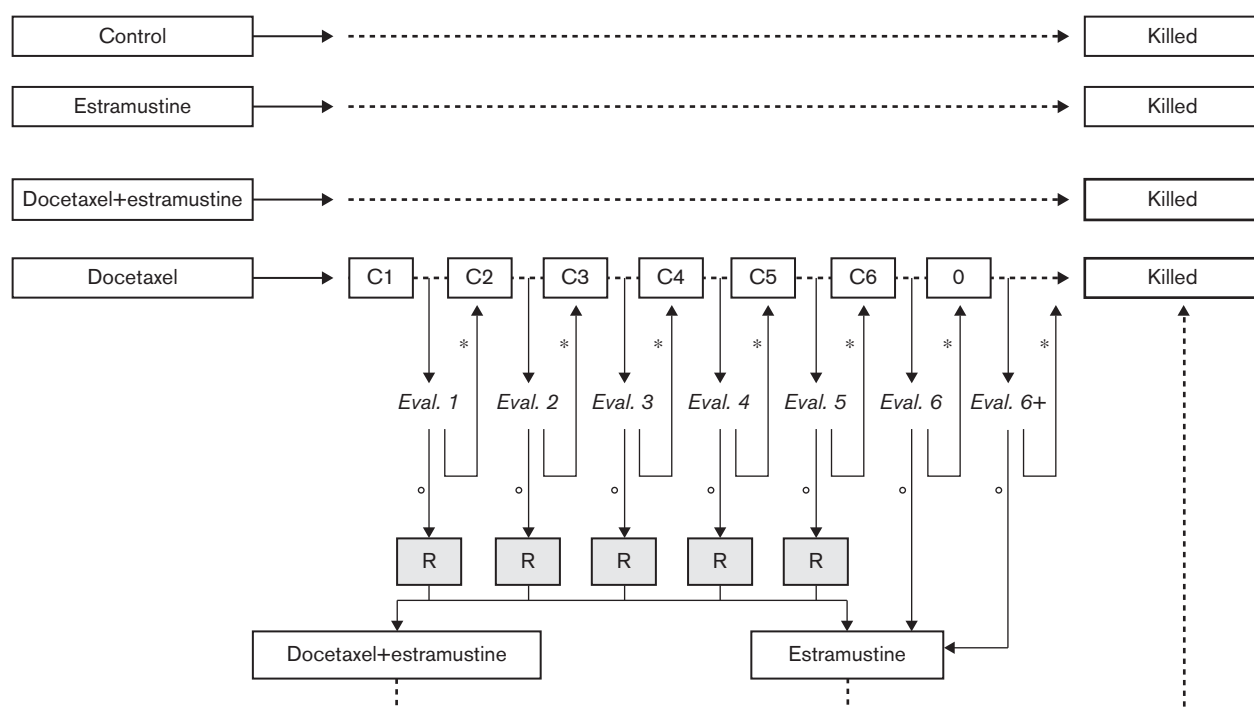 Control
Killed
Estramustine
Killed
Docetaxel+estramustine
Killed
Docetaxel
C1
C2
C3
C4
C5
C6
0
Killed
* * * * * * *
Eval. 1
Eval. 2
Eval. 3
Eval. 4
Eval. 5
Eval. 6
Eval. 6+
° ° ° ° ° ° °
R
R
R
R
R
Docetaxel+estramustine
Estramustine